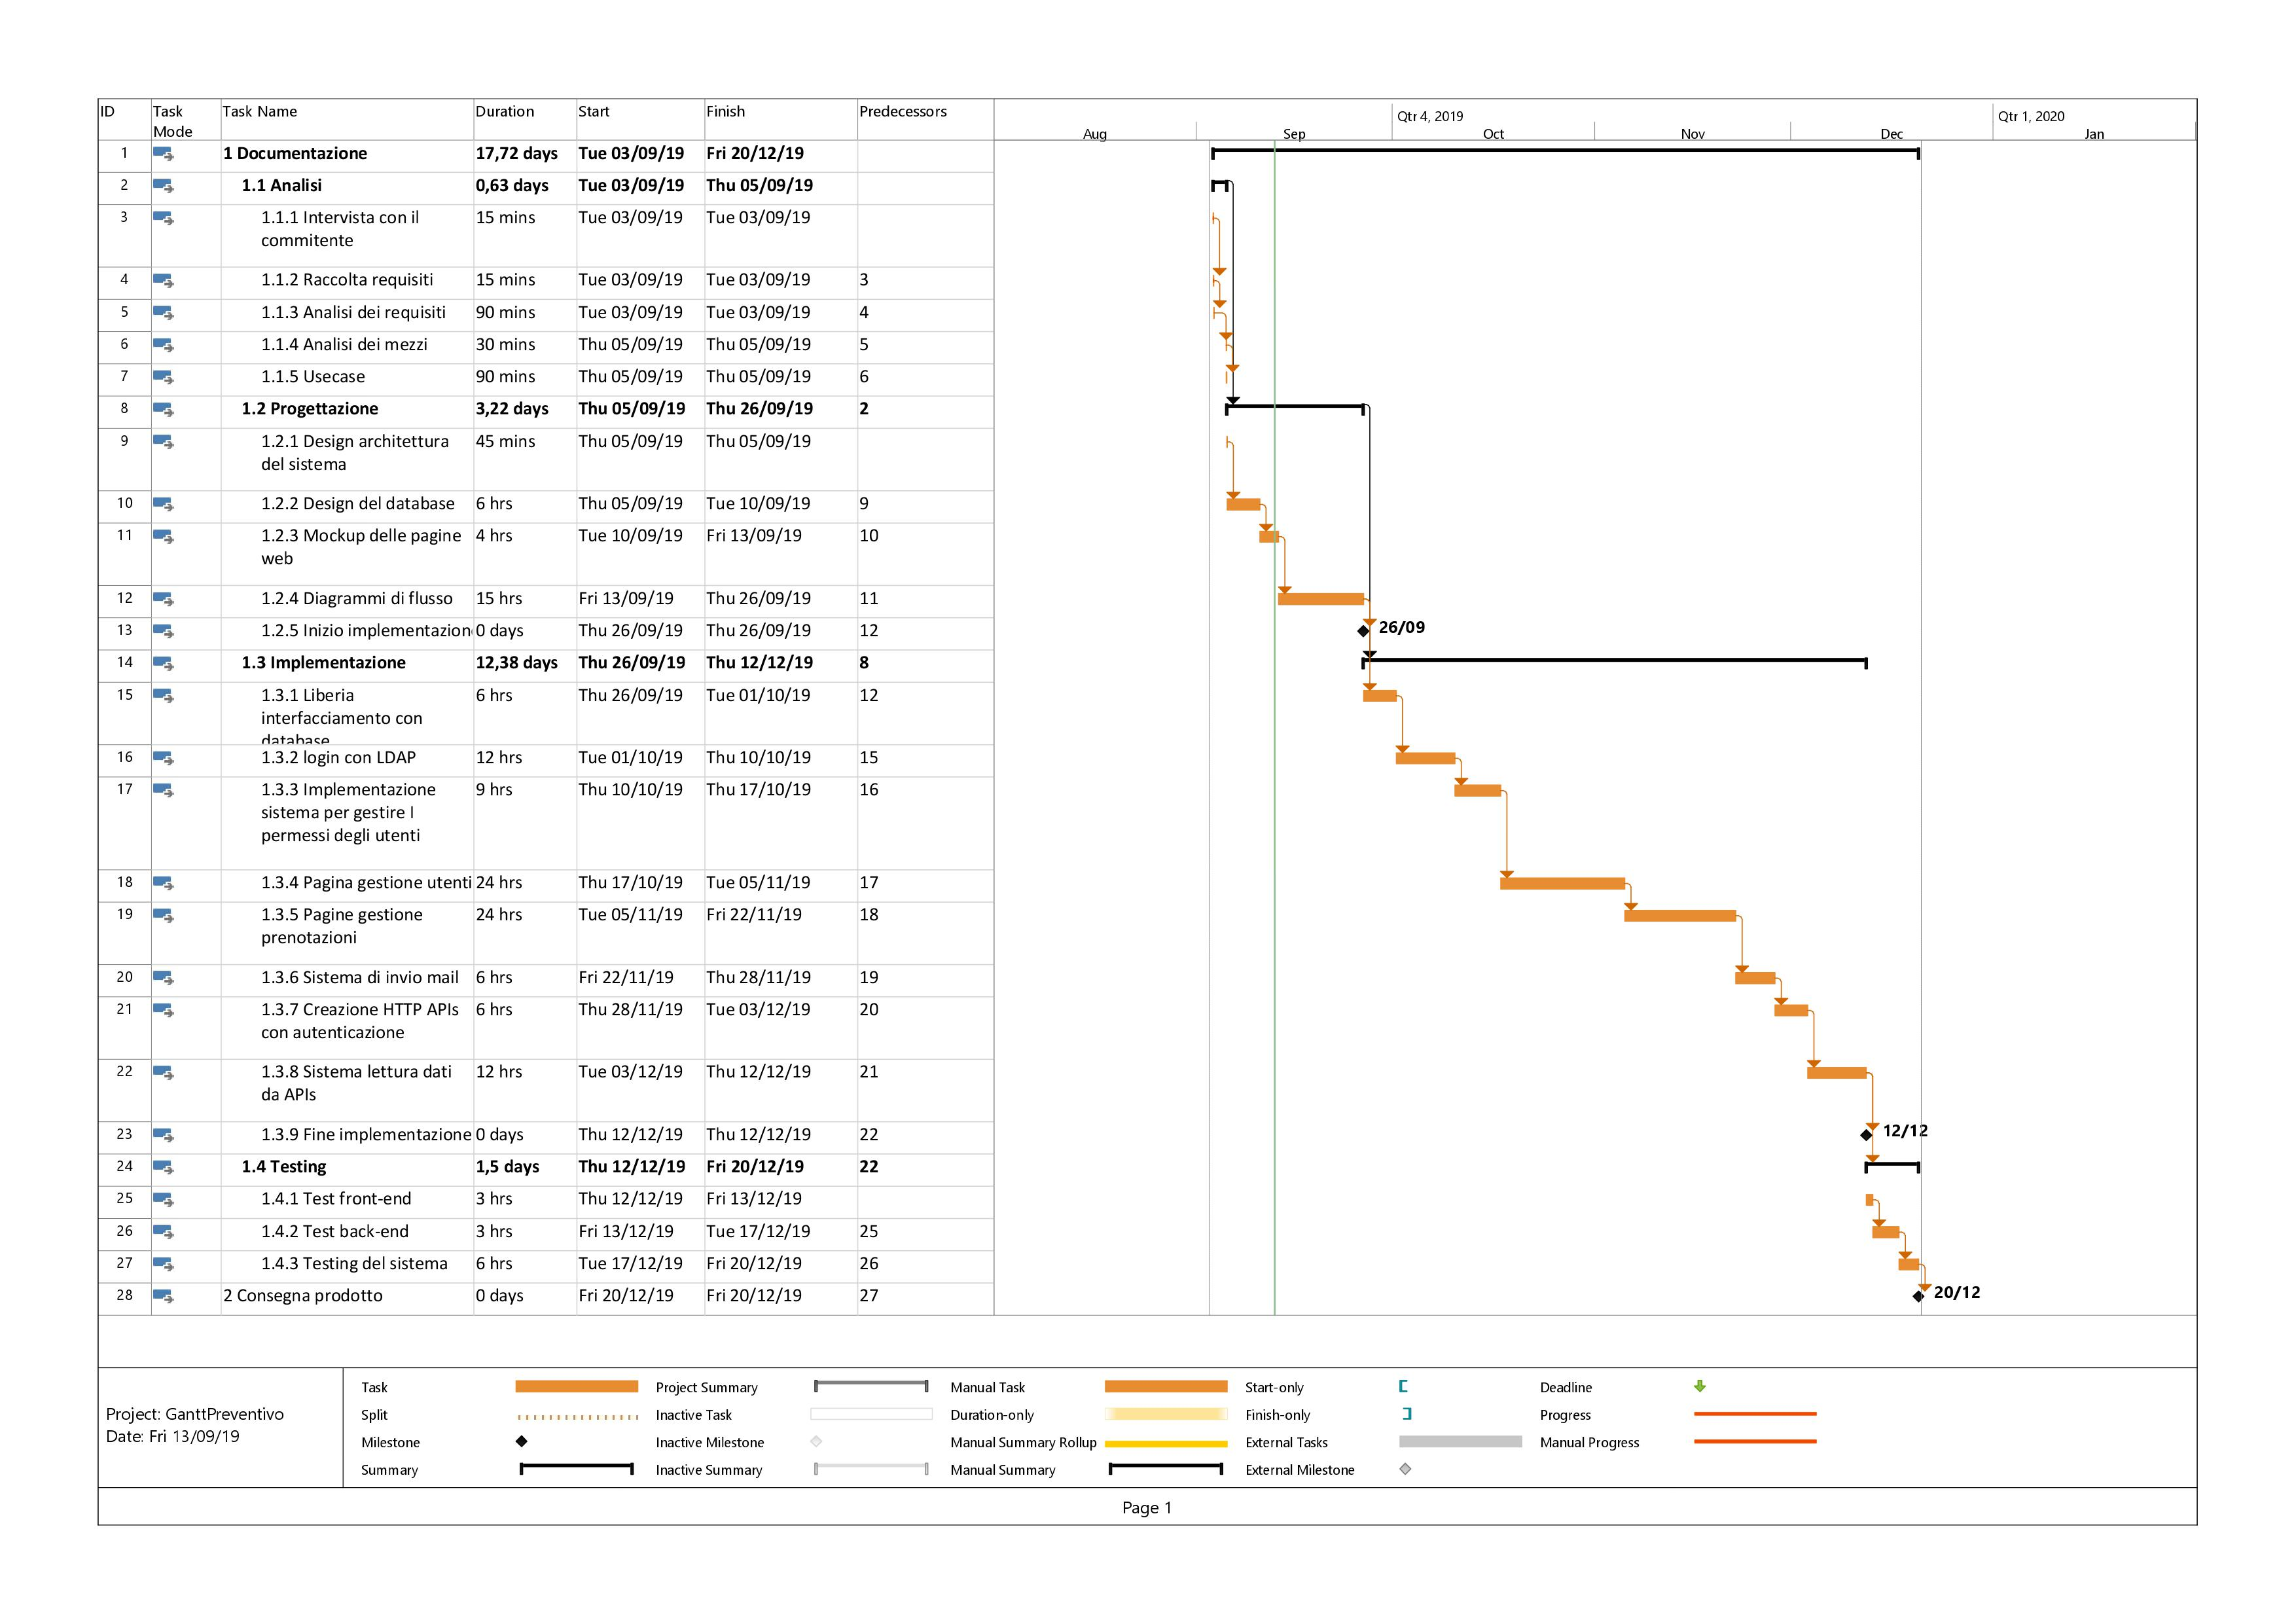 ID Task Mode Task Name Duration Start Finish Predecessors
Qtr 4, 2019 Qtr 1, 2020
Aug Sep Oct Nov Dec Jan
1 1 Documentazione 17,72 days Tue 03/09/19 Fri 20/12/19
2 1.1 Analisi 0,63 days Tue 03/09/19 Thu 05/09/19
3 1.1.1 Intervista con il 15 mins Tue 03/09/19 Tue 03/09/19
commitente
4 1.1.2 Raccolta requisiti 15 mins Tue 03/09/19 Tue 03/09/19 3
5 1.1.3 Analisi dei requisiti 90 mins Tue 03/09/19 Tue 03/09/19 4
6 1.1.4 Analisi dei mezzi 30 mins Thu 05/09/19 Thu 05/09/19 5
7 1.1.5 Usecase 90 mins Thu 05/09/19 Thu 05/09/19 6
8 1.2 Progettazione 3,22 days Thu 05/09/19 Thu 26/09/19 2
9 1.2.1 Design architettura 45 mins Thu 05/09/19 Thu 05/09/19
del sistema
10 1.2.2 Design del database 6 hrs Thu 05/09/19 Tue 10/09/19 9
11 1.2.3 Mockup delle pagine 4 hrs Tue 10/09/19 Fri 13/09/19 10
web
12 1.2.4 Diagrammi di flusso 15 hrs Fri 13/09/19 Thu 26/09/19 11
13 1.2.5 Inizio implementazion 0 days Thu 26/09/19 Thu 26/09/19 12 26/09
14 1.3 Implementazione 12,38 days Thu 26/09/19 Thu 12/12/19 8
15 1.3.1 Liberia 6 hrs Thu 26/09/19 Tue 01/10/19 12
interfacciamento con
database
16 1.3.2 login con LDAP 12 hrs Tue 01/10/19 Thu 10/10/19 15
17 1.3.3 Implementazione 9 hrs Thu 10/10/19 Thu 17/10/19 16
sistema per gestire I
permessi degli utenti
18 1.3.4 Pagina gestione utenti 24 hrs Thu 17/10/19 Tue 05/11/19 17
19 1.3.5 Pagine gestione 24 hrs Tue 05/11/19 Fri 22/11/19 18
prenotazioni
20 1.3.6 Sistema di invio mail 6 hrs Fri 22/11/19 Thu 28/11/19 19
21 1.3.7 Creazione HTTP APIs 6 hrs Thu 28/11/19 Tue 03/12/19 20
con autenticazione
22 1.3.8 Sistema lettura dati 12 hrs Tue 03/12/19 Thu 12/12/19 21
da APIs
23 1.3.9 Fine implementazione 0 days Thu 12/12/19 Thu 12/12/19 22 12/12
24 1.4 Testing 1,5 days Thu 12/12/19 Fri 20/12/19 22
25 1.4.1 Test front-end 3 hrs Thu 12/12/19 Fri 13/12/19
26 1.4.2 Test back-end 3 hrs Fri 13/12/19 Tue 17/12/19 25
27 1.4.3 Testing del sistema 6 hrs Tue 17/12/19 Fri 20/12/19 26
28 2 Consegna prodotto 0 days Fri 20/12/19 Fri 20/12/19 27 20/12
Project: GanttPreventivo
Date: Fri 13/09/19
Task Project Summary Manual Task Start-only Deadline
Split Inactive Task Duration-only Finish-only Progress
Milestone Inactive Milestone Manual Summary Rollup External Tasks Manual Progress
Summary Inactive Summary Manual Summary External Milestone
Page 1